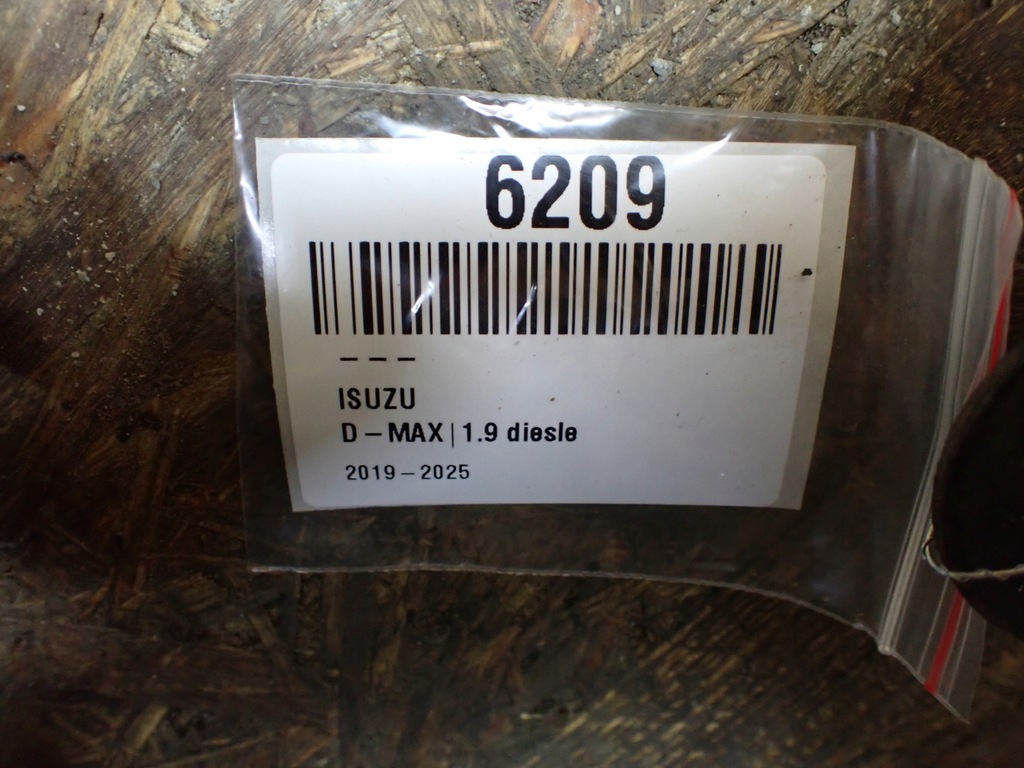 6209
– – –
ISUZU
D – MAX | 1.9 diesle
2019 – 2025